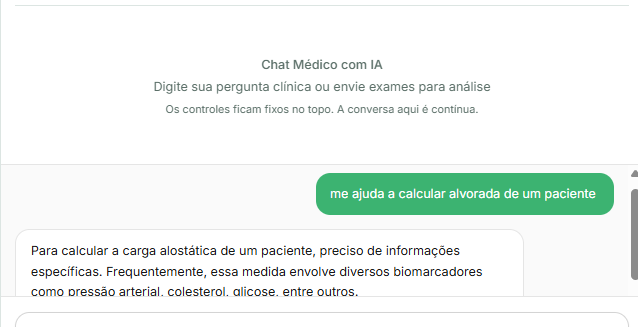 Chat Médico com IA
Digite sua pergunta clínica ou envie exames para análise
Os controles ficam fixos no topo. A conversa aqui é contínua.
me ajuda a calcular alvorada de um paciente
Para calcular a carga alostática de um paciente, preciso de informações
específicas. Frequentemente, essa medida envolve diversos biomarcadores
como pressão arterial, colesterol, glicose, entre outros.